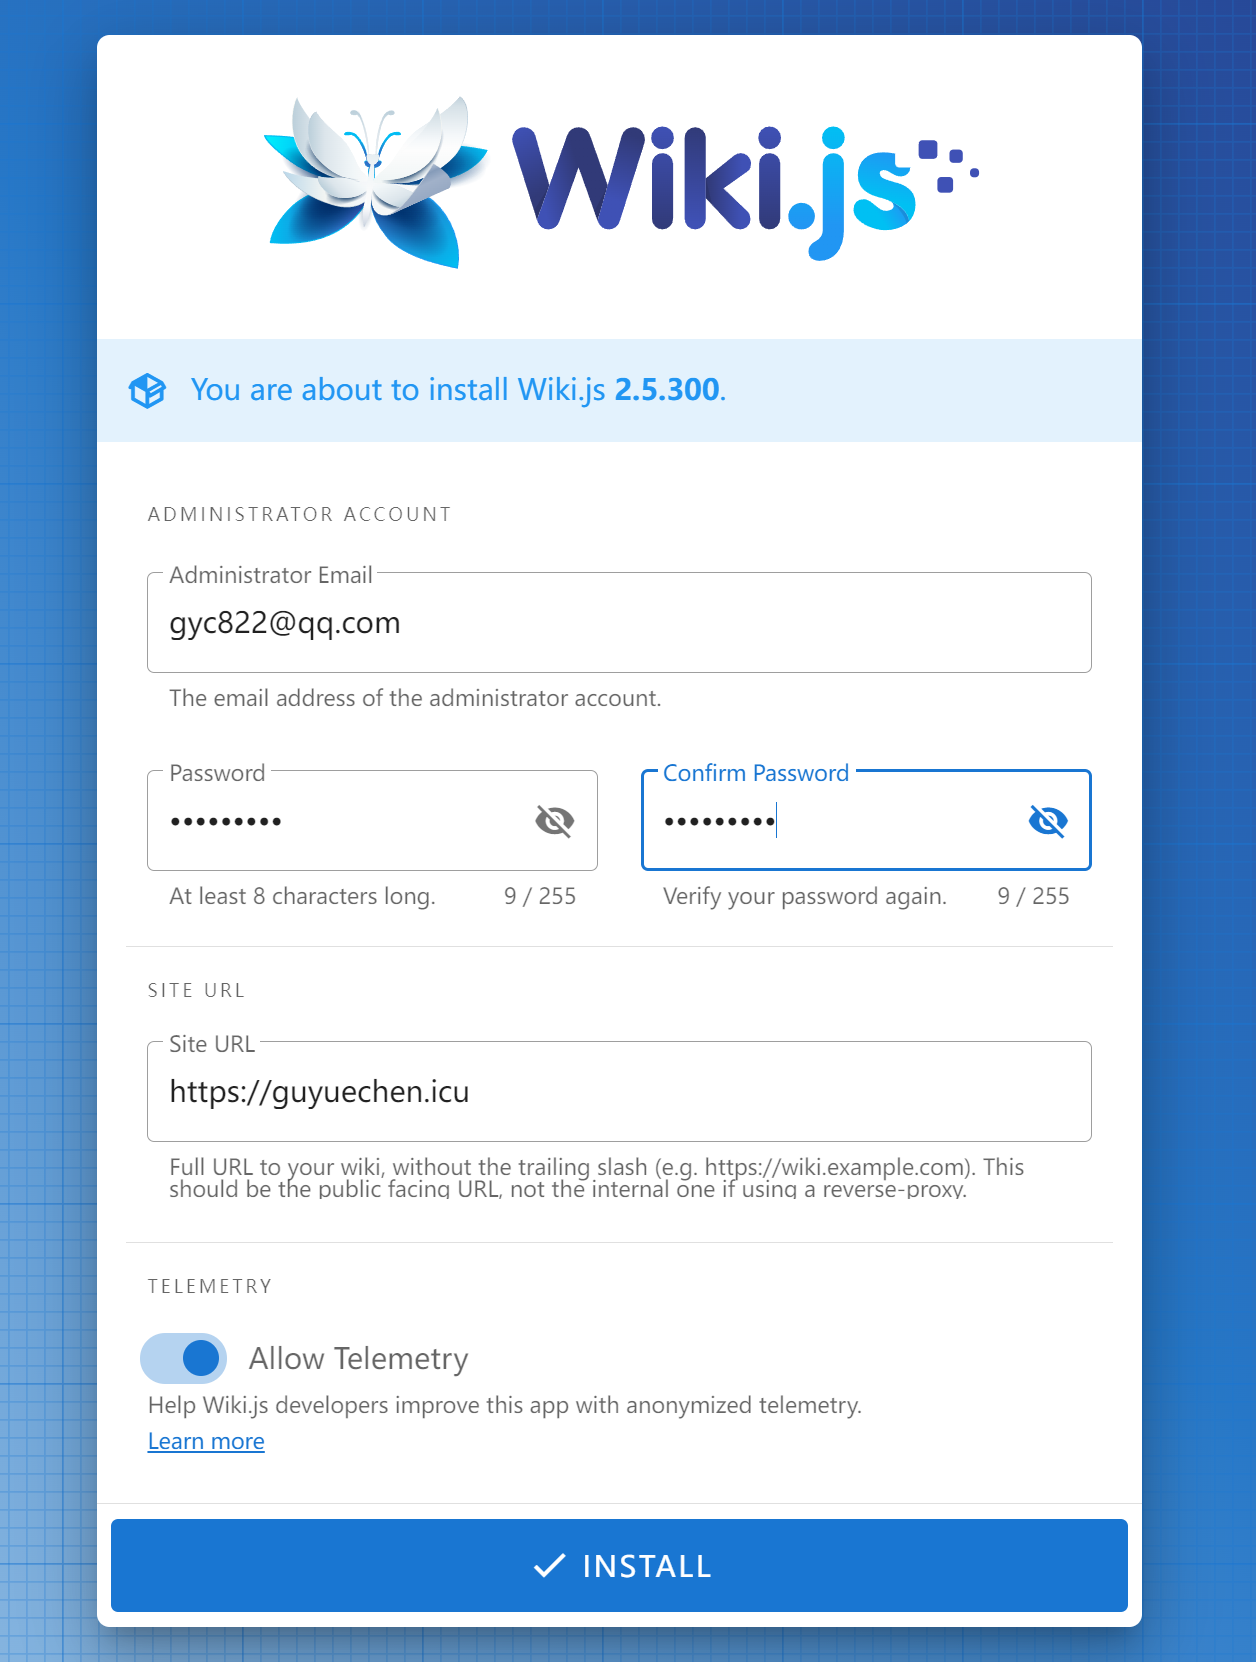 Wiki.js
You are about to install Wiki.js 2.5.300.
ADMINISTRATOR ACCOUNT
Administrator Email
gyc822@qq.com
The email address of the administrator account.
Password
•••••••••
At least 8 characters long.
9 / 255
Confirm Password
•••••••••
Verify your password again.
9 / 255
SITE URL
Site URL
https://guyuechen.icu
Full URL to your wiki, without the trailing slash (e.g. https://wiki.example.com). This
should be the public facing URL, not the internal one if using a reverse-proxy.
TELEMETRY
Allow Telemetry
Help Wiki.js developers improve this app with anonymized telemetry.
Learn more
INSTALL